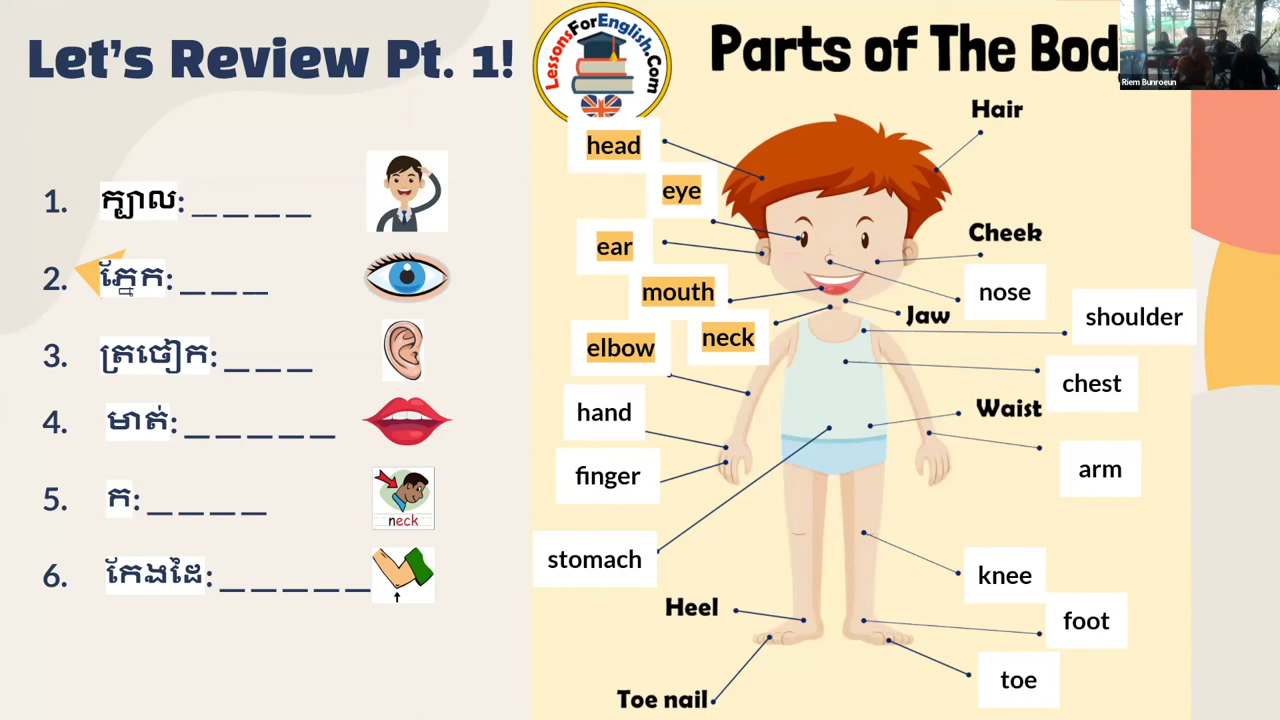 Let's Review Pt. 1!
1. ក្បាល: _ _ _ _
2. ភ្នែក: _ _ _
3. ត្រចៀក: _ _ _
4. មាត់: _ _ _ _ _
5. ក: _ _ _ _
neck
6. កែងដៃ: _ _ _ _ _
LessonsForEnglish.Com
Parts of The Bod
Riem Bunroeun
Hair
head
eye
ear
mouth
neck
elbow
hand
finger
stomach
Heel
Toe nail
Cheek
nose
Jaw
shoulder
chest
Waist
arm
knee
foot
toe